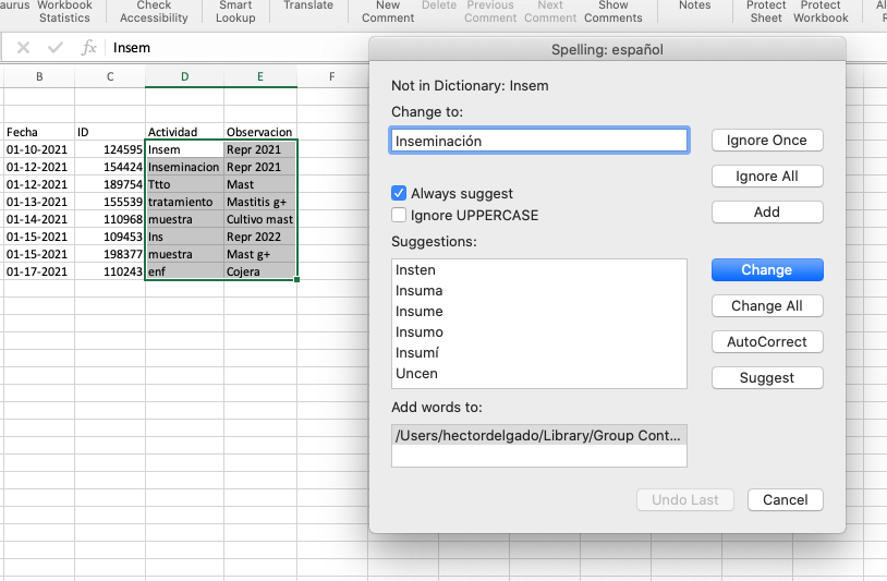 aurus Workbook Statistics Check Accessibility Smart Lookup Translate New Comment Delete Previous Comment Next Comment Show Comments Notes Protect Sheet Protect Workbook
fx Insem
B C D E F
Fecha ID Actividad Observacion
01-10-2021 124595 Insem Repr 2021
01-12-2021 154424 Inseminacion Repr 2021
01-12-2021 189754 Ttto Mast
01-13-2021 155539 tratamiento Mastitis g+
01-14-2021 110968 muestra Cultivo mast
01-15-2021 109453 Ins Repr 2022
01-15-2021 198377 muestra Mast g+
01-17-2021 110243 enf Cojera
Spelling: español
Not in Dictionary: Insem
Change to:
Inseminación
Ignore Once
Ignore All
Always suggest
Add
Ignore UPPERCASE
Suggestions:
Insten
Insuma
Insume
Insumo
Insumí
Uncen
Change
Change All
AutoCorrect
Suggest
Add words to:
/Users/hectordelgado/Library/Group Cont...
Undo Last Cancel